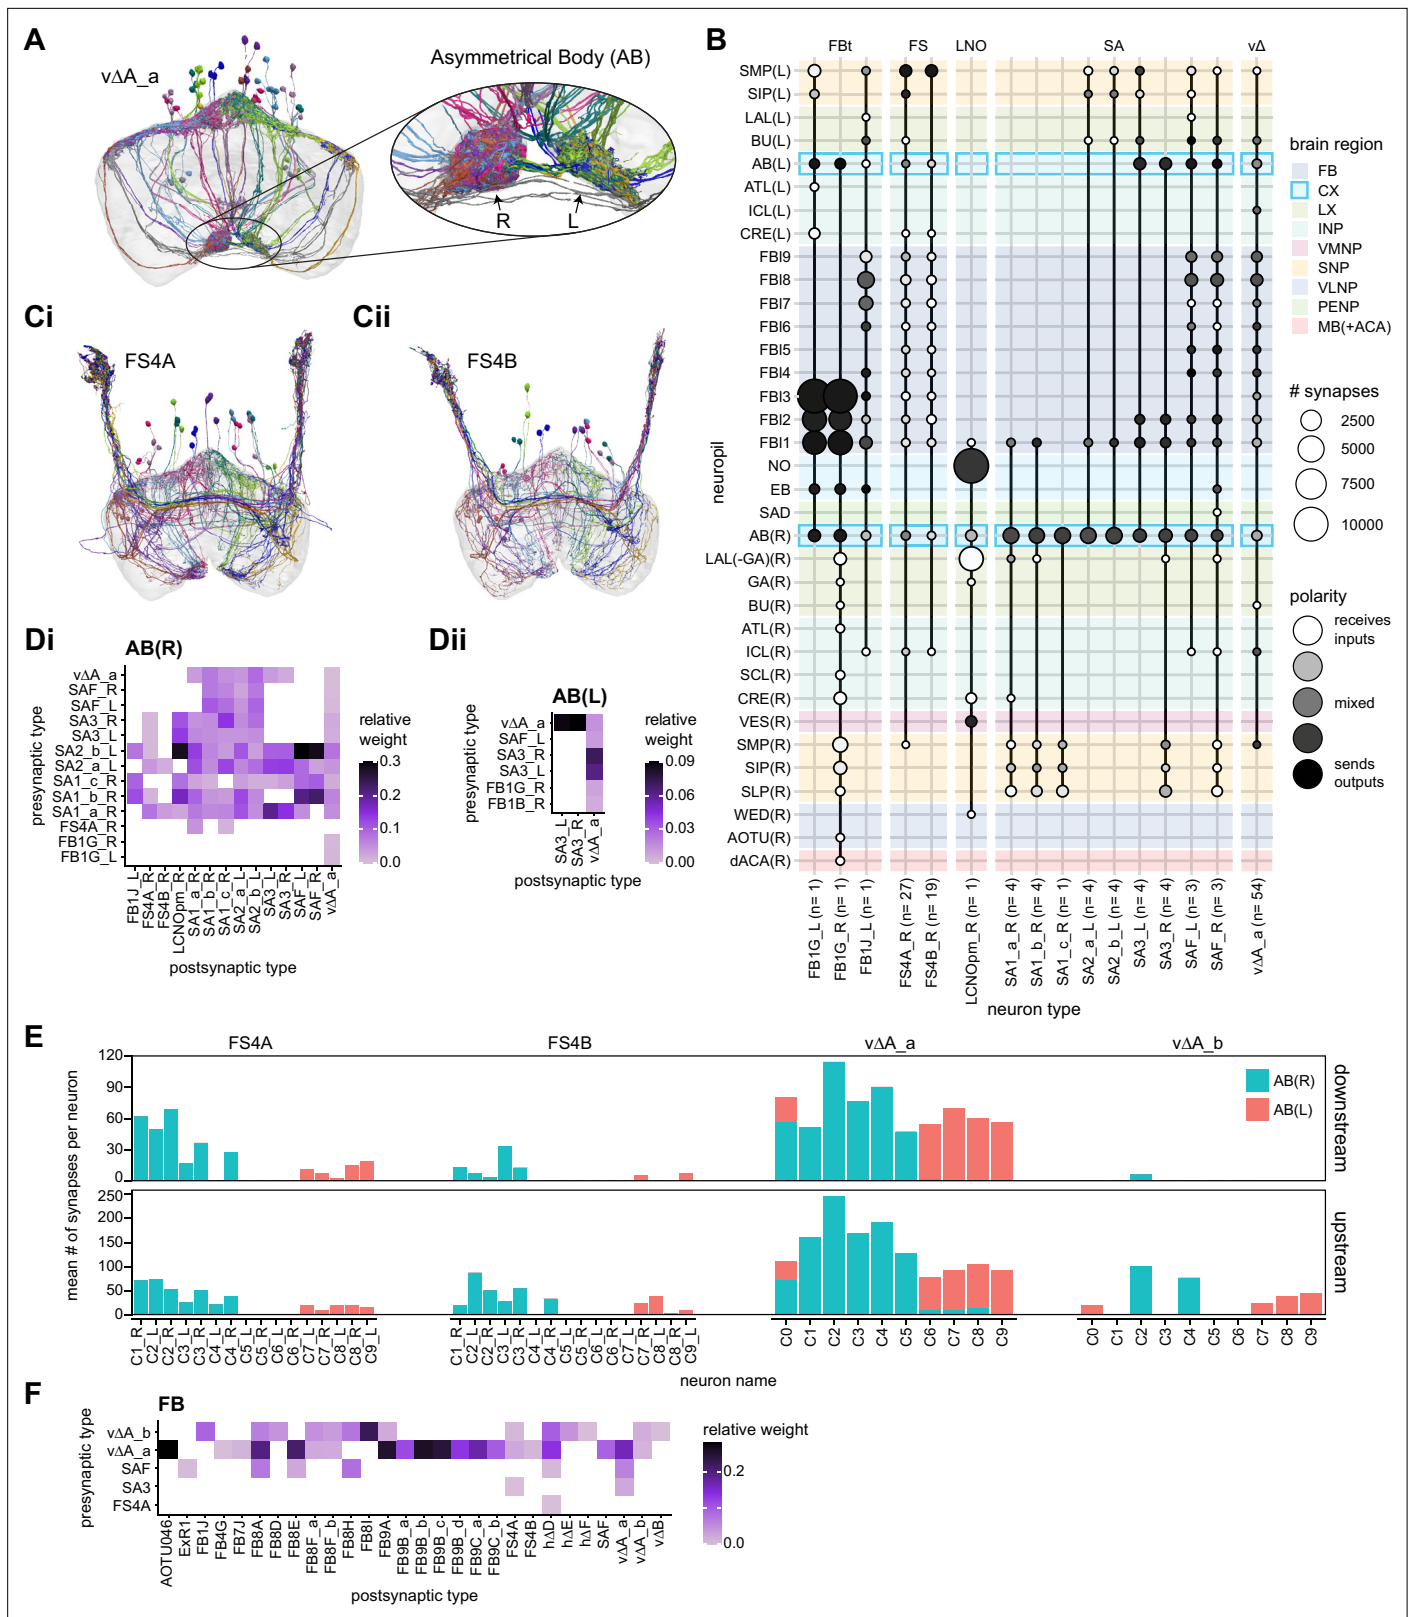 A
vΔA_a
Asymmetrical Body (AB)
R
L
B
FBt
FS
LNO
SA
vΔ
SMP(L)
SIP(L)
LAL(L)
BU(L)
AB(L)
ATL(L)
ICL(L)
CRE(L)
FBl9
FBl8
FBl7
FBl6
FBl5
FBl4
FBl3
FBl2
FBl1
NO
EB
SAD
AB(R)
LAL(-GA)(R)
GA(R)
BU(R)
ATL(R)
ICL(R)
SCL(R)
CRE(R)
VES(R)
SMP(R)
SIP(R)
SLP(R)
WED(R)
AOTU(R)
dACA(R)
neuropil
FB1G_L (n= 1)
FB1G_R (n= 1)
FB1J_L (n= 1)
FS4A_R (n= 27)
FS4B_R (n= 19)
LCNOpm_R (n= 1)
SA1_a_R (n= 4)
SA1_b_R (n= 4)
SA1_c_R (n= 1)
SA2_a_L (n= 4)
SA2_b_L (n= 4)
SA3_L (n= 4)
SA3_R (n= 4)
SAF_L (n= 3)
SAF_R (n= 3)
vΔA_a (n= 54)
neuron type
brain region
FB
CX
LX
INP
VMNP
SNP
VLNP
PENP
MB(+ACA)
# synapses
2500
5000
7500
10000
polarity
receives
inputs
mixed
sends
outputs
Ci
FS4A
Cii
FS4B
Di
AB(R)
vΔA_a
SAF_R
SAF_L
SA3_R
SA3_L
SA2_b_L
SA2_a_L
SA1_c_R
SA1_b_R
SA1_a_R
FS4A_R
FB1G_R
FB1G_L
presynaptic type
FB1J_L
FS4A_R
FS4B_R
LCNOpm_R
SA1_a_R
SA1_b_R
SA1_c_R
SA2_a_L
SA2_b_L
SA3_L
SA3_R
SAF_L
SAF_R
vΔA_a
postsynaptic type
relative
weight
0.3
0.2
0.1
0.0
Dii
AB(L)
vΔA_a
SAF_L
SA3_R
SA3_L
FB1G_R
FB1B_R
presynaptic type
SA3_L
SA3_R
vΔA_a
postsynaptic type
relative
weight
0.09
0.06
0.03
0.00
E
FS4A
FS4B
vΔA_a
vΔA_b
mean # of synapses per neuron
120
90
60
30
0
AB(R)
AB(L)
downstream
250
200
150
100
50
0
upstream
C1_R
C2_L
C2_R
C3_L
C3_R
C4_L
C4_R
C5_L
C5_R
C6_L
C6_R
C7_L
C7_R
C8_L
C8_R
C9_L
C1_R
C2_L
C2_R
C3_L
C3_R
C4_L
C4_R
C5_L
C6_L
C6_R
C7_L
C8_L
C8_R
C9_L
C0
C1
C2
C3
C4
C5
C6
C7
C8
C9
C0
C1
C2
C3
C4
C5
C6
C7
C8
C9
neuron name
F
FB
vΔA_b
vΔA_a
SAF
SA3
FS4A
presynaptic type
AOTU046
ExR1
FB1J
FB4G
FB7J
FB8A
FB8D
FB8E
FB8F_a
FB8F_b
FB8H
FB8I
FB9A
FB9B_a
FB9B_b
FB9B_c
FB9B_d
FB9C_a
FB9C_b
FS4A
FS4B
hΔD
hΔE
hΔF
SAF
vΔA_a
vΔA_b
vΔB
postsynaptic type
relative weight
0.2
0.0